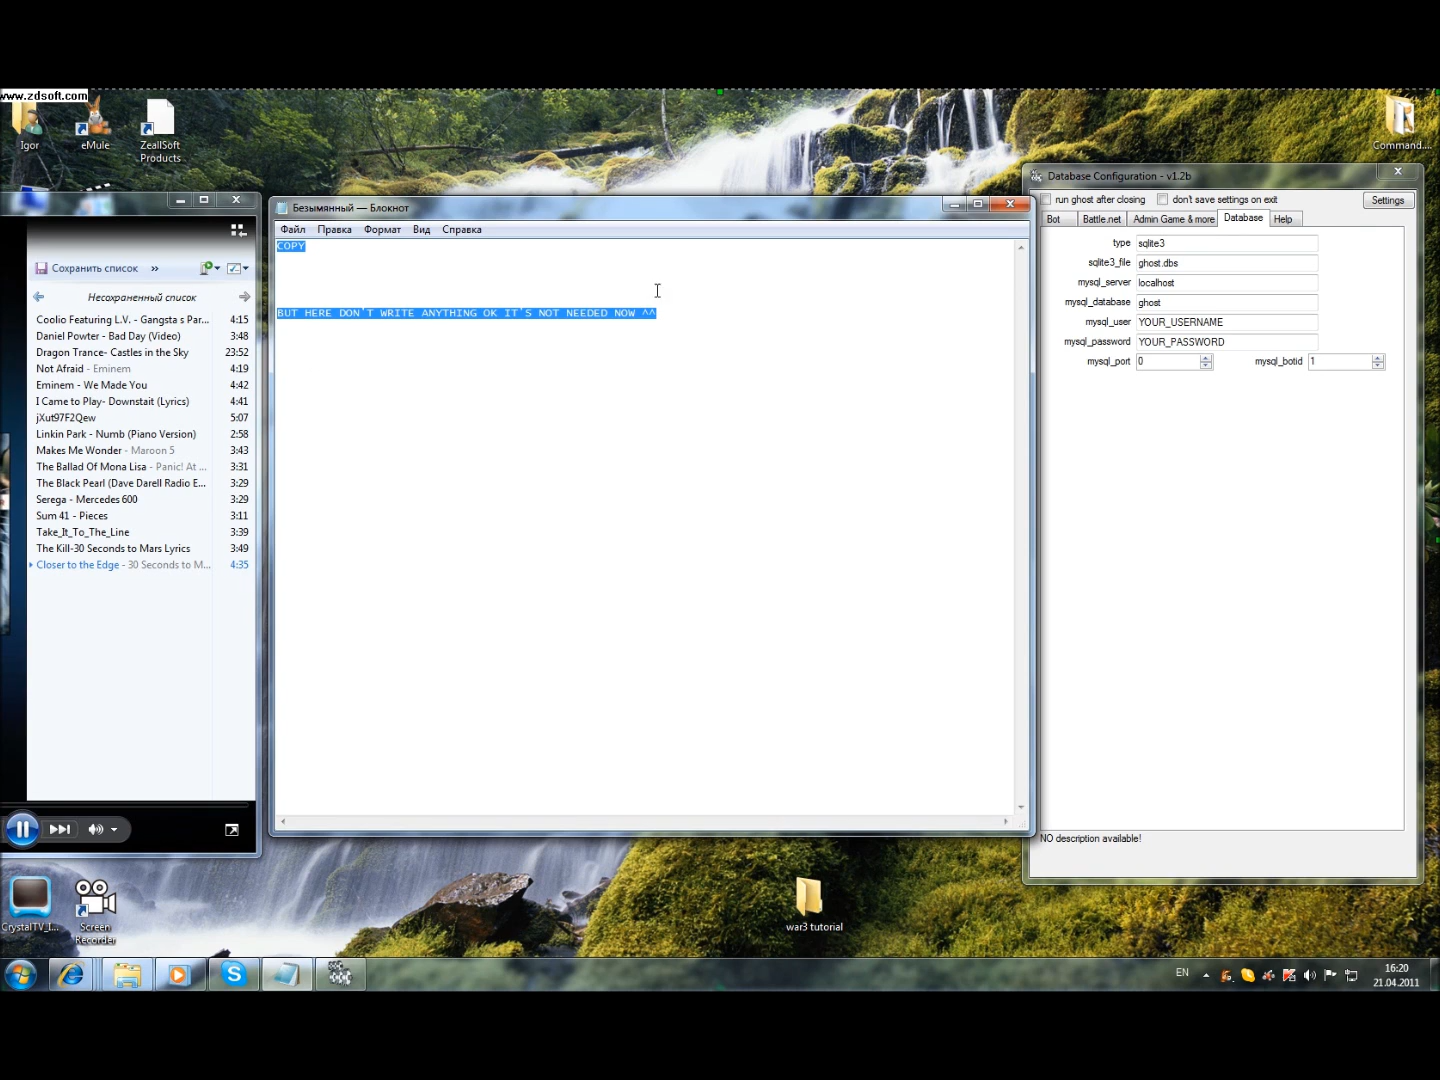 www.zdsoft.com
Igor
eMule
ZeallSoft
Products
Command....
Сохранить список »
Несохраненный список
Coolio Featuring L.V. - Gangsta s Par... 4:15
Daniel Powter - Bad Day (Video) 3:48
Dragon Trance- Castles in the Sky 23:52
Not Afraid - Eminem 4:19
Eminem - We Made You 4:42
I Came to Play- Downstait (Lyrics) 4:41
jXut97F2Qew 5:07
Linkin Park - Numb (Piano Version) 2:58
Makes Me Wonder - Maroon 5 3:43
The Ballad Of Mona Lisa - Panic! At ... 3:31
The Black Pearl (Dave Darell Radio E... 3:29
Serega - Mercedes 600 3:29
Sum 41 - Pieces 3:11
Take_It_To_The_Line 3:39
The Kill-30 Seconds to Mars Lyrics 3:49
Closer to the Edge - 30 Seconds to M... 4:35
Безымянный — Блокнот
Файл Правка Формат Вид Справка
COPY
BUT HERE DON'T WRITE ANYTHING OK IT'S NOT NEEDED NOW ^^
Database Configuration - v1.2b
run ghost after closing don't save settings on exit Settings
Bot Battle.net Admin Game & more Database Help
type sqlite3
sqlite3_file ghost.dbs
mysql_server localhost
mysql_database ghost
mysql_user YOUR_USERNAME
mysql_password YOUR_PASSWORD
mysql_port 0 mysql_botid 1
NO description available!
CrystalTV_I...
Screen
Recorder
war3 tutorial
EN
16:20
21.04.2011